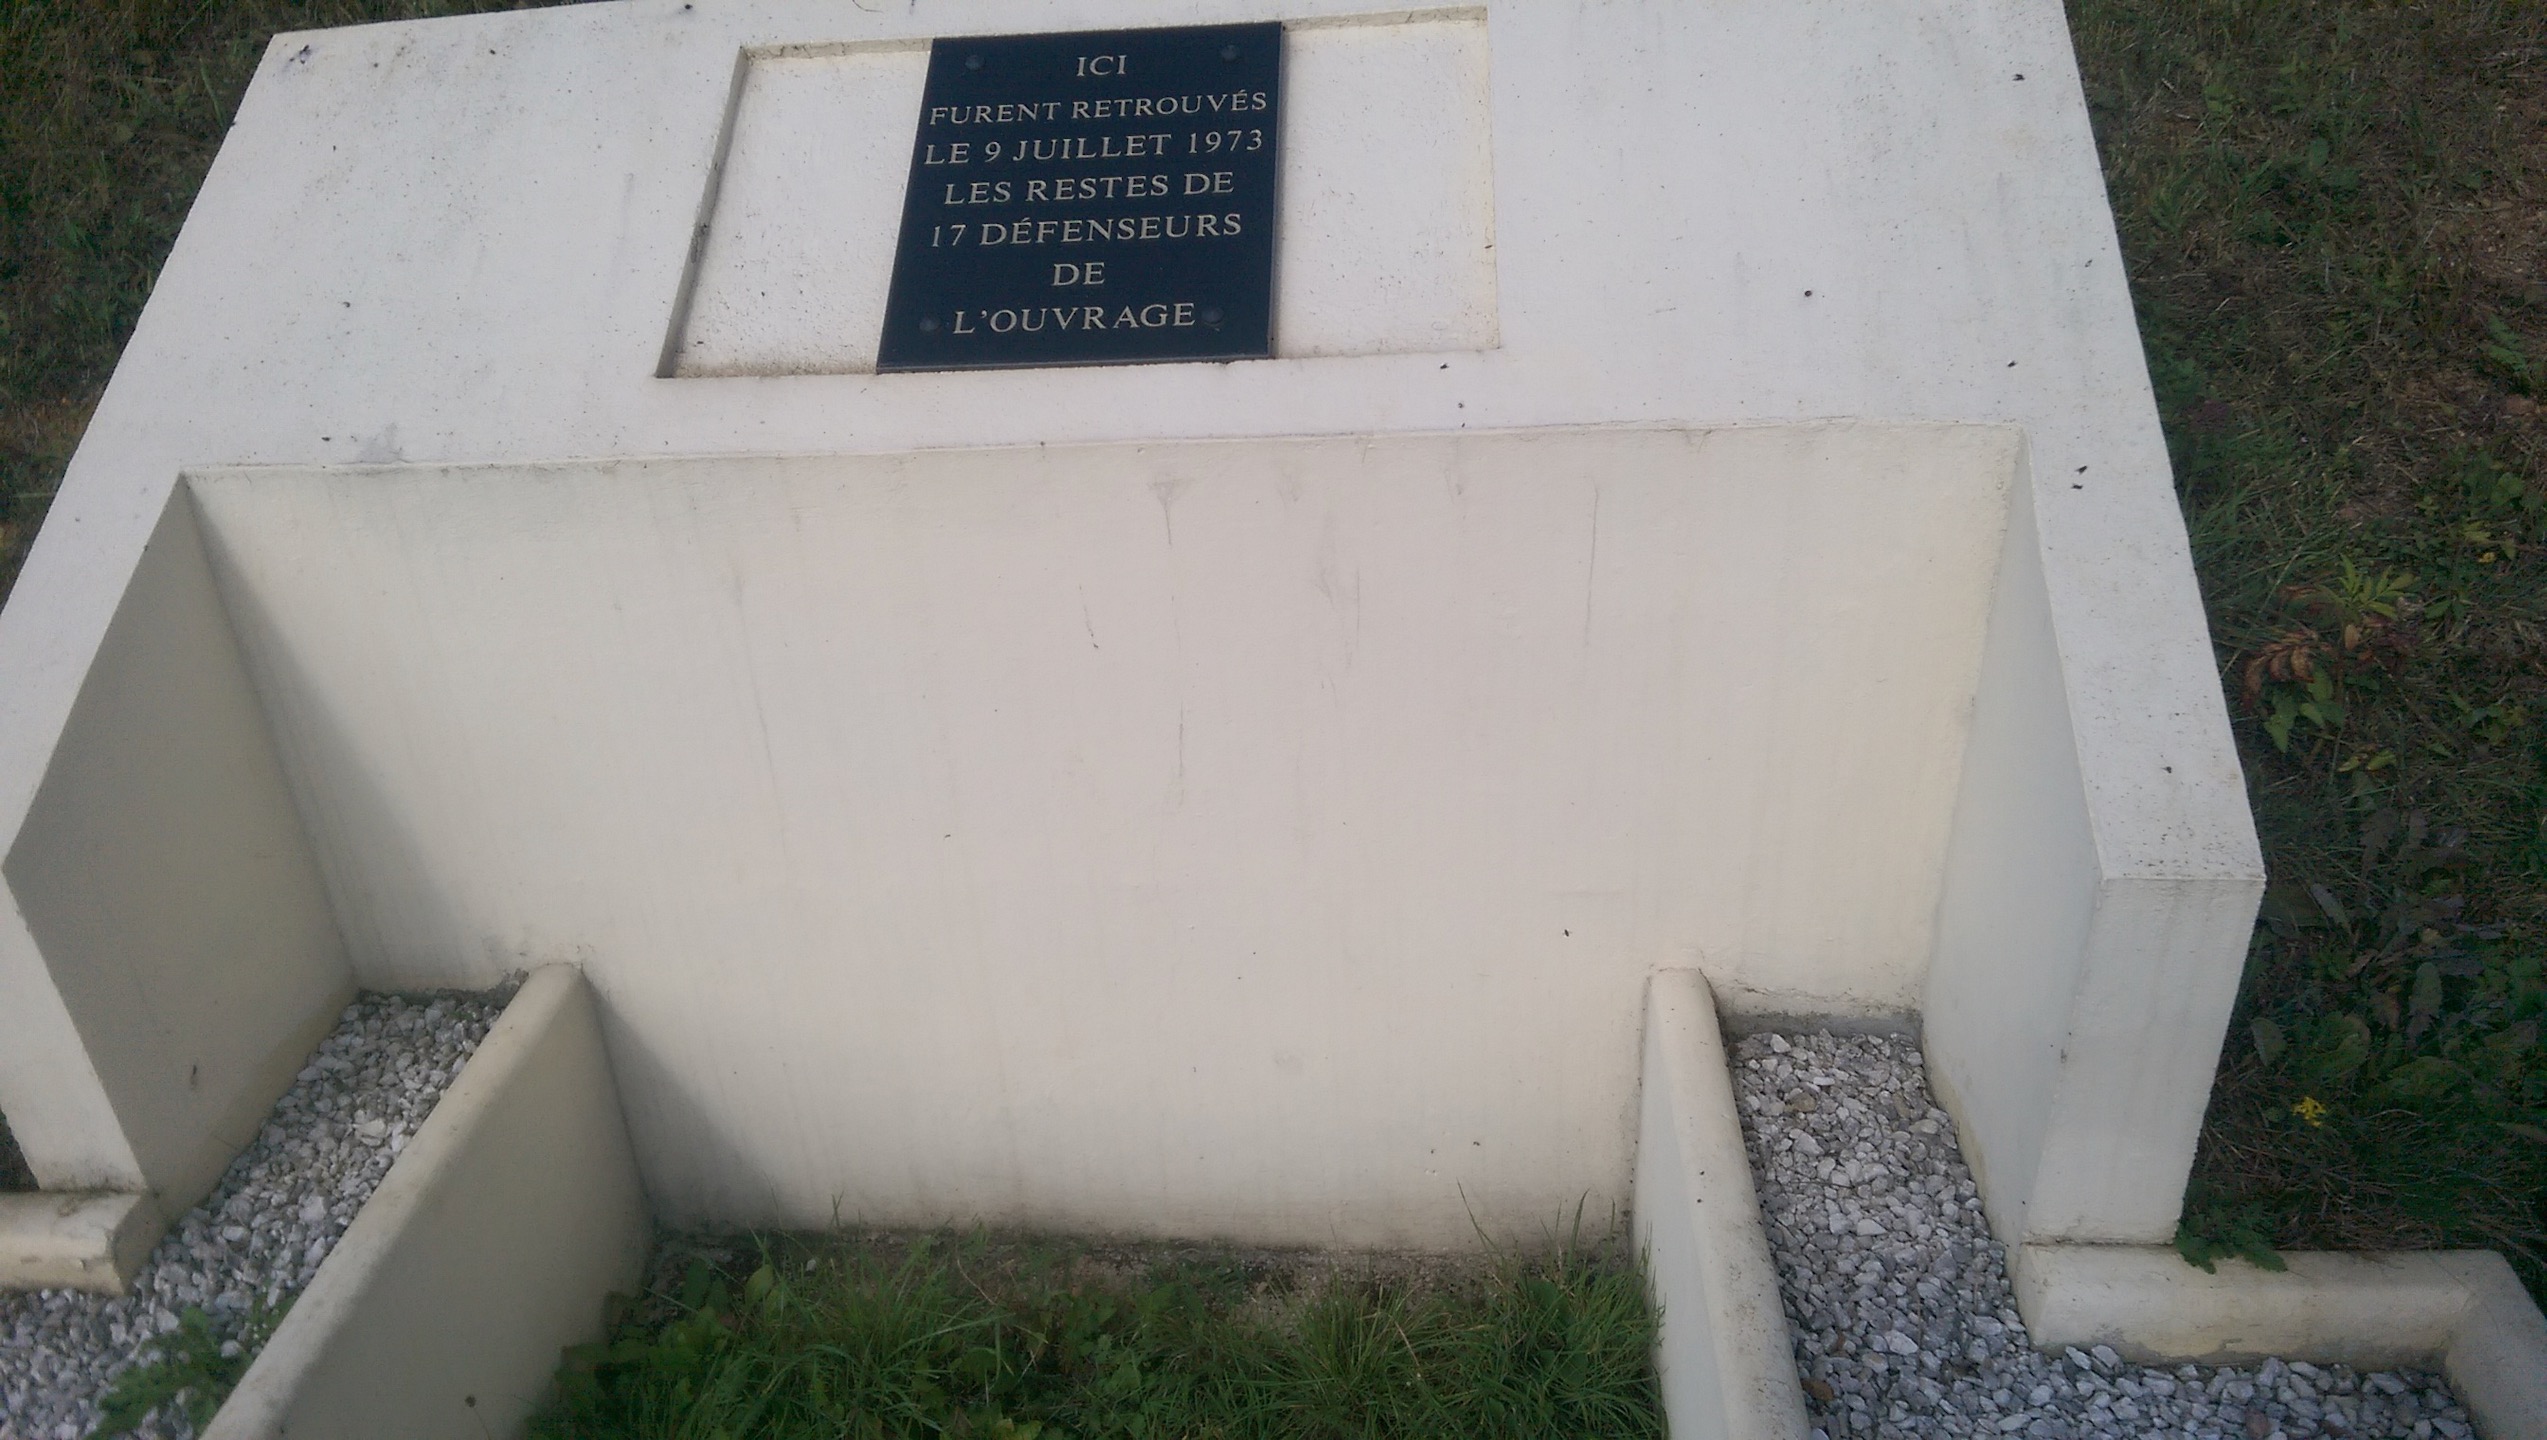 ICI
FURENT RETROUVÉS
LE 9 JUILLET 1973
LES RESTES DE
17 DÉFENSEURS
DE
L'OUVRAGE